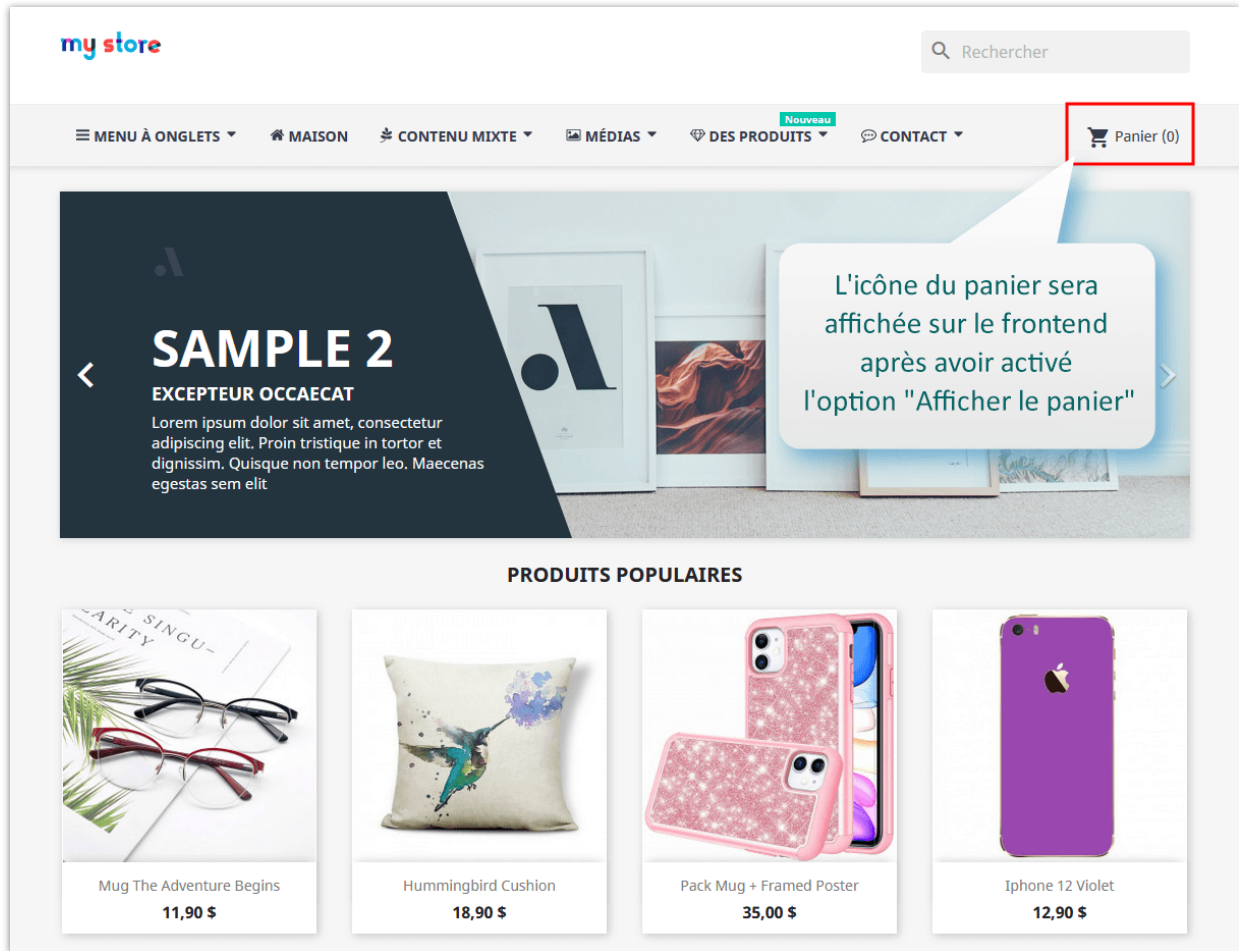 my store
Rechercher
MENU À ONGLETS
MAISON
CONTENU MIXTE
MÉDIAS
Nouveau
DES PRODUITS
CONTACT
Panier (0)
L'icône du panier sera
affichée sur le frontend
après avoir activé
l'option "Afficher le panier"
SAMPLE 2
EXCEPTEUR OCCAECAT
Lorem ipsum dolor sit amet, consectetur
adipiscing elit. Proin tristique in tortor et
dignissim. Quisque non tempor leo. Maecenas
egestas sem elit
PRODUITS POPULAIRES
SINGU-
ARITY
Mug The Adventure Begins
11,90 $
Hummingbird Cushion
18,90 $
Pack Mug + Framed Poster
35,00 $
Iphone 12 Violet
12,90 $